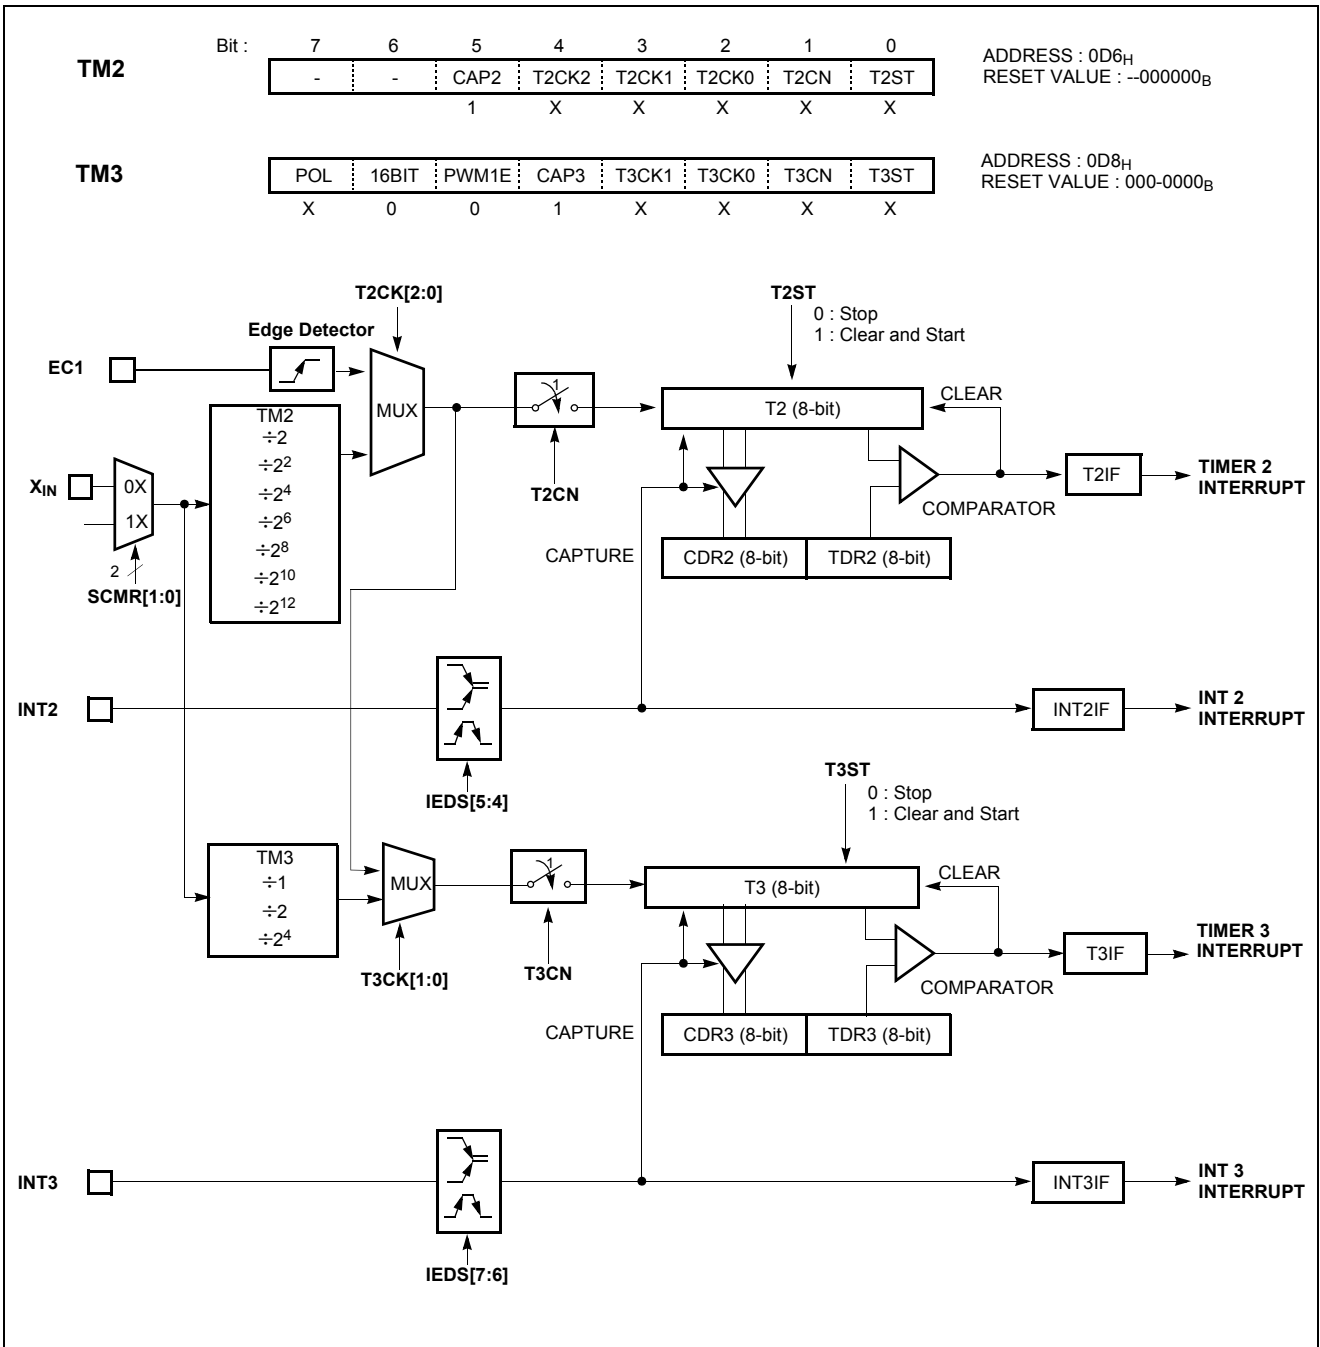 Bit : 7 6 5 4 3 2 1 0
TM2 - - CAP2 T2CK2 T2CK1 T2CK0 T2CN T2ST
ADDRESS : 0D6H
RESET VALUE : --000000B
1 X X X X X
TM3 POL 16BIT PWM1E CAP3 T3CK1 T3CK0 T3CN T3ST
ADDRESS : 0D8H
RESET VALUE : 000-0000B
X 0 0 1 X X X X
T2CK[2:0]
T2ST
0 : Stop
1 : Clear and Start
Edge Detector
EC1
MUX
1
T2 (8-bit)
CLEAR
TM2
÷2
÷2²
÷2⁴
÷2⁶
÷2⁸
÷2¹⁰
÷2¹²
XIN
0X
1X
2
SCMR[1:0]
T2CN
COMPARATOR
T2IF
TIMER 2
INTERRUPT
CAPTURE
CDR2 (8-bit)
TDR2 (8-bit)
INT2
IEDS[5:4]
INT2IF
INT 2
INTERRUPT
T3ST
0 : Stop
1 : Clear and Start
TM3
÷1
÷2
÷2⁴
MUX
T3CK[1:0]
1
T3CN
T3 (8-bit)
CLEAR
COMPARATOR
T3IF
TIMER 3
INTERRUPT
CAPTURE
CDR3 (8-bit)
TDR3 (8-bit)
INT3
IEDS[7:6]
INT3IF
INT 3
INTERRUPT